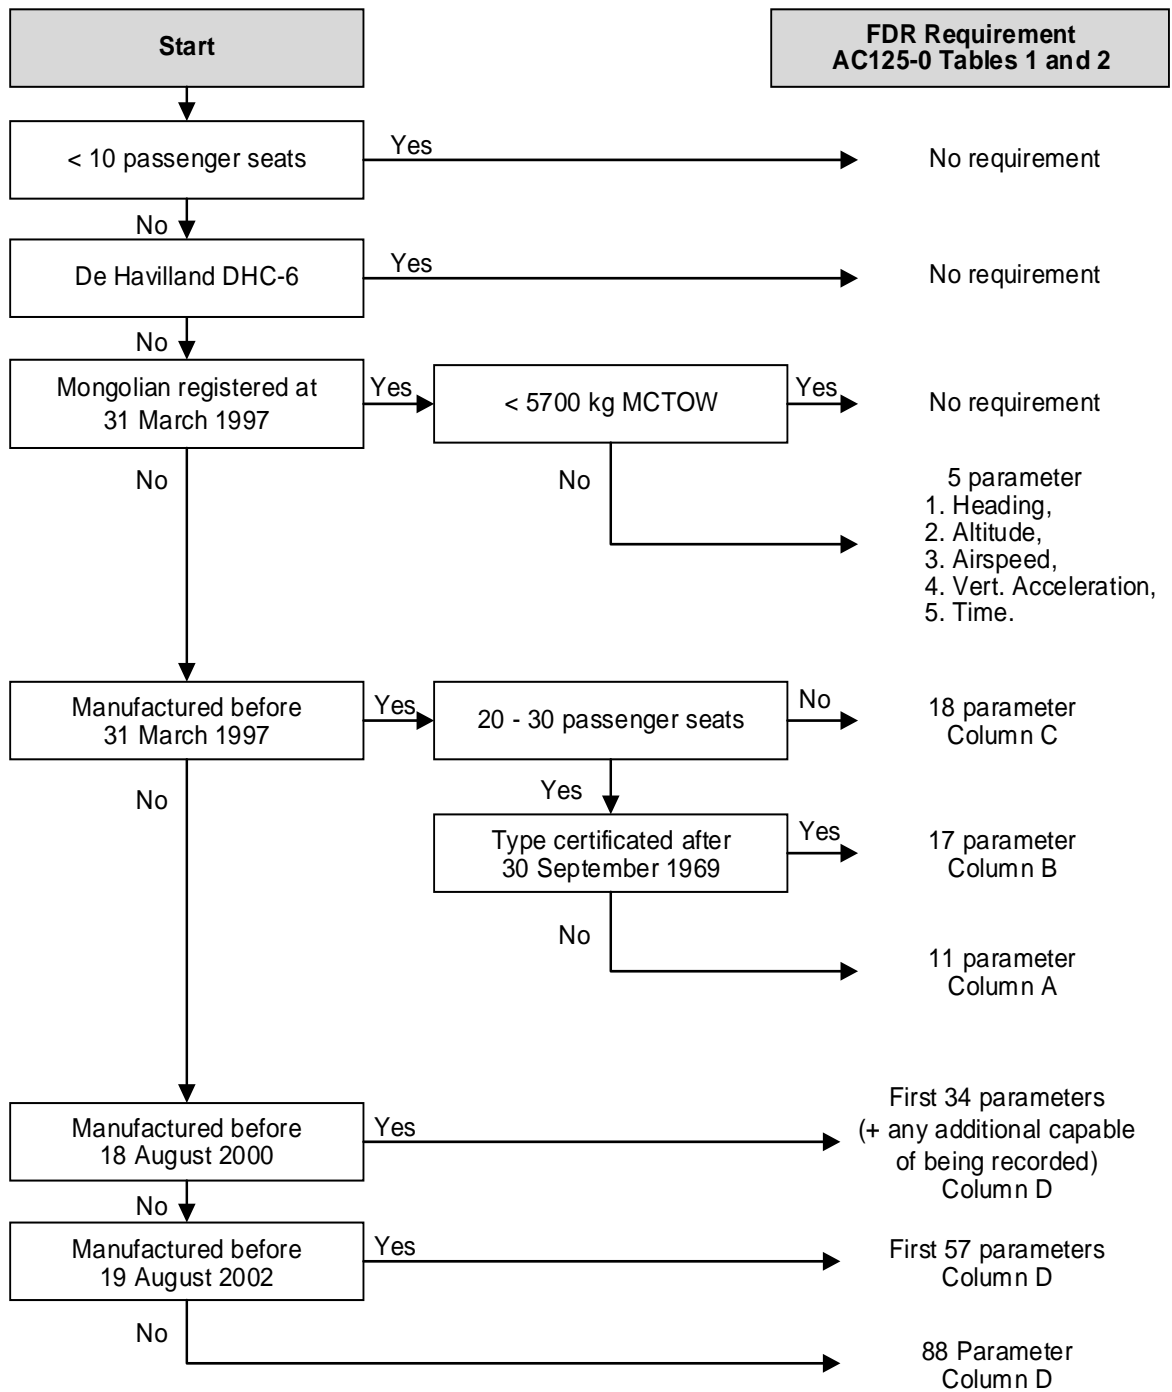 Start
FDR Requirement
AC125-0 Tables 1 and 2
< 10 passenger seats
Yes
No requirement
No
De Havilland DHC-6
Yes
No requirement
No
Mongolian registered at
31 March 1997
Yes
< 5700 kg MCTOW
Yes
No requirement
No
No
5 parameter
1. Heading,
2. Altitude,
3. Airspeed,
4. Vert. Acceleration,
5. Time.
Manufactured before
31 March 1997
Yes
20 - 30 passenger seats
No
18 parameter
Column C
No
Yes
Type certificated after
30 September 1969
Yes
17 parameter
Column B
No
11 parameter
Column A
Manufactured before
18 August 2000
Yes
First 34 parameters
(+ any additional capable
of being recorded)
Column D
No
Manufactured before
19 August 2002
Yes
First 57 parameters
Column D
No
88 Parameter
Column D